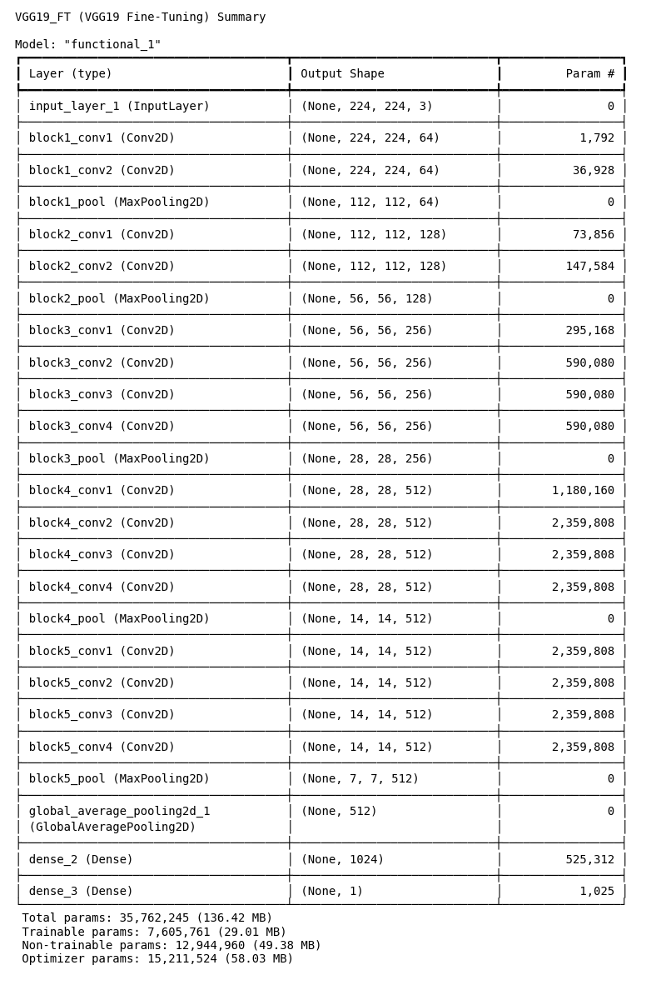 VGG19_FT (VGG19 Fine-Tuning) Summary
Model: "functional_1"
Layer (type) Output Shape Param #
input_layer_1 (InputLayer) (None, 224, 224, 3) 0
block1_conv1 (Conv2D) (None, 224, 224, 64) 1,792
block1_conv2 (Conv2D) (None, 224, 224, 64) 36,928
block1_pool (MaxPooling2D) (None, 112, 112, 64) 0
block2_conv1 (Conv2D) (None, 112, 112, 128) 73,856
block2_conv2 (Conv2D) (None, 112, 112, 128) 147,584
block2_pool (MaxPooling2D) (None, 56, 56, 128) 0
block3_conv1 (Conv2D) (None, 56, 56, 256) 295,168
block3_conv2 (Conv2D) (None, 56, 56, 256) 590,080
block3_conv3 (Conv2D) (None, 56, 56, 256) 590,080
block3_conv4 (Conv2D) (None, 56, 56, 256) 590,080
block3_pool (MaxPooling2D) (None, 28, 28, 256) 0
block4_conv1 (Conv2D) (None, 28, 28, 512) 1,180,160
block4_conv2 (Conv2D) (None, 28, 28, 512) 2,359,808
block4_conv3 (Conv2D) (None, 28, 28, 512) 2,359,808
block4_conv4 (Conv2D) (None, 28, 28, 512) 2,359,808
block4_pool (MaxPooling2D) (None, 14, 14, 512) 0
block5_conv1 (Conv2D) (None, 14, 14, 512) 2,359,808
block5_conv2 (Conv2D) (None, 14, 14, 512) 2,359,808
block5_conv3 (Conv2D) (None, 14, 14, 512) 2,359,808
block5_conv4 (Conv2D) (None, 14, 14, 512) 2,359,808
block5_pool (MaxPooling2D) (None, 7, 7, 512) 0
global_average_pooling2d_1 (None, 512) 0
(GlobalAveragePooling2D)
dense_2 (Dense) (None, 1024) 525,312
dense_3 (Dense) (None, 1) 1,025
Total params: 35,762,245 (136.42 MB)
Trainable params: 7,605,761 (29.01 MB)
Non-trainable params: 12,944,960 (49.38 MB)
Optimizer params: 15,211,524 (58.03 MB)